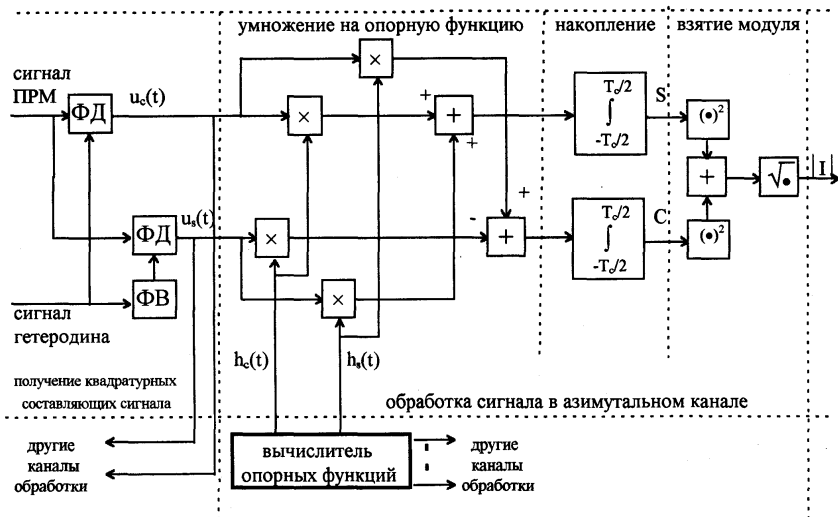 умножение на опорную функцию
накопление
взятие модуля
сигнал
ПРМ
ФД
u_c(t)
×
×
+
+
+
T_c/2
∫
-T_c/2
S
(•)²
+
√•
|I|
ФД
u_s(t)
×
-
+
+
T_c/2
∫
-T_c/2
C
(•)²
ФВ
×
сигнал
гетеродина
h_c(t)
h_s(t)
получение квадратурных
составляющих сигнала
обработка сигнала в азимутальном канале
другие
каналы
обработки
вычислитель
опорных функций
другие
каналы
обработки